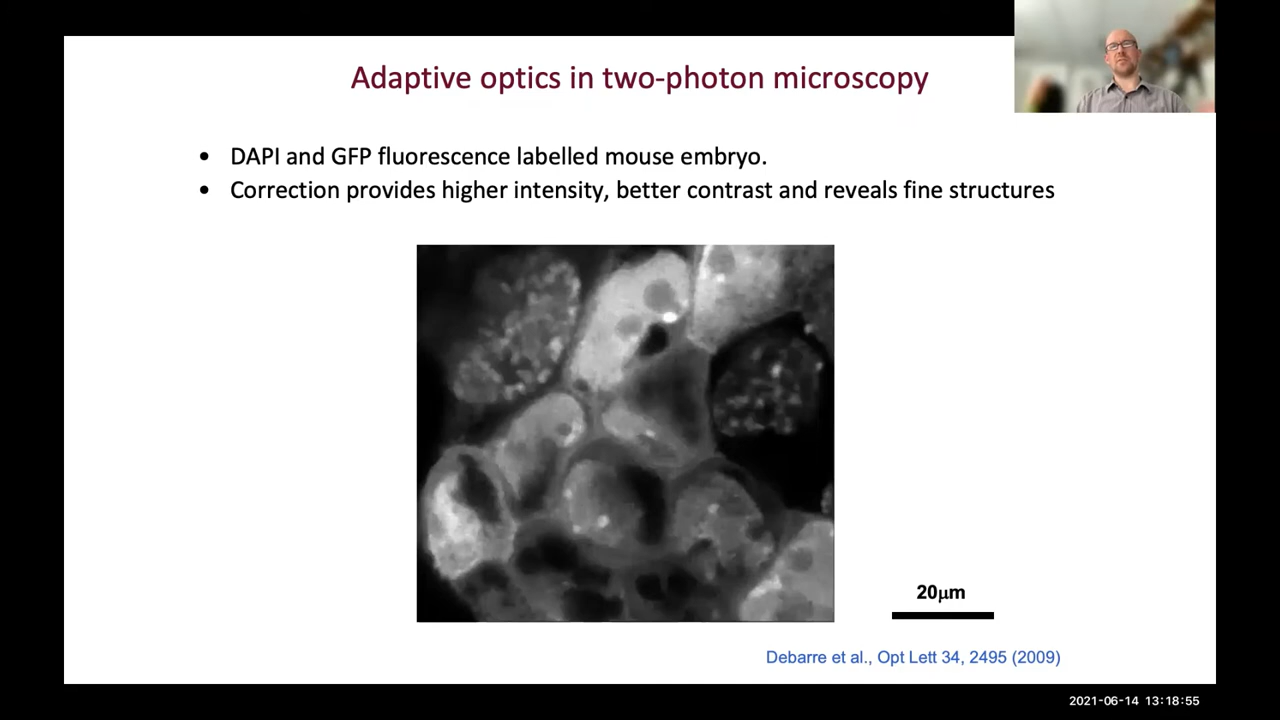 Adaptive optics in two-photon microscopy
• DAPI and GFP fluorescence labelled mouse embryo.
• Correction provides higher intensity, better contrast and reveals fine structures
20μm
Debarre et al., Opt Lett 34, 2495 (2009)
2021-06-14 13:18:55